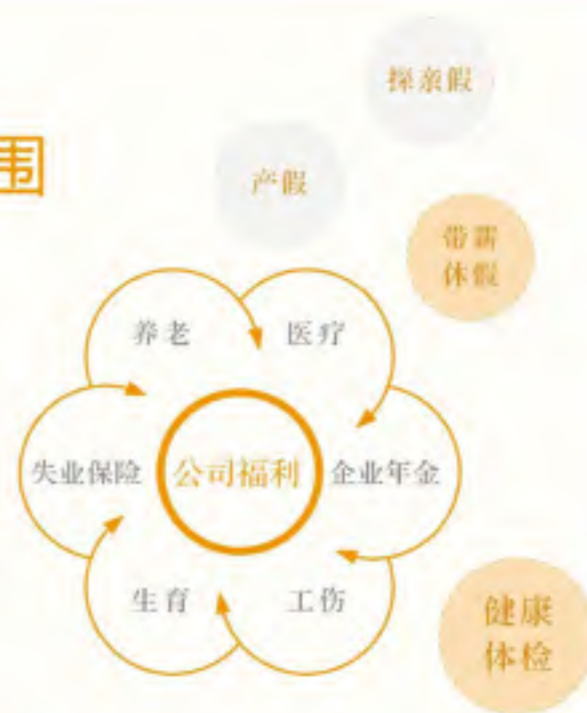 探亲假
围
产假
带薪
休假
养老
医疗
失业保险
公司福利
企业年金
生育
工伤
健康
体检